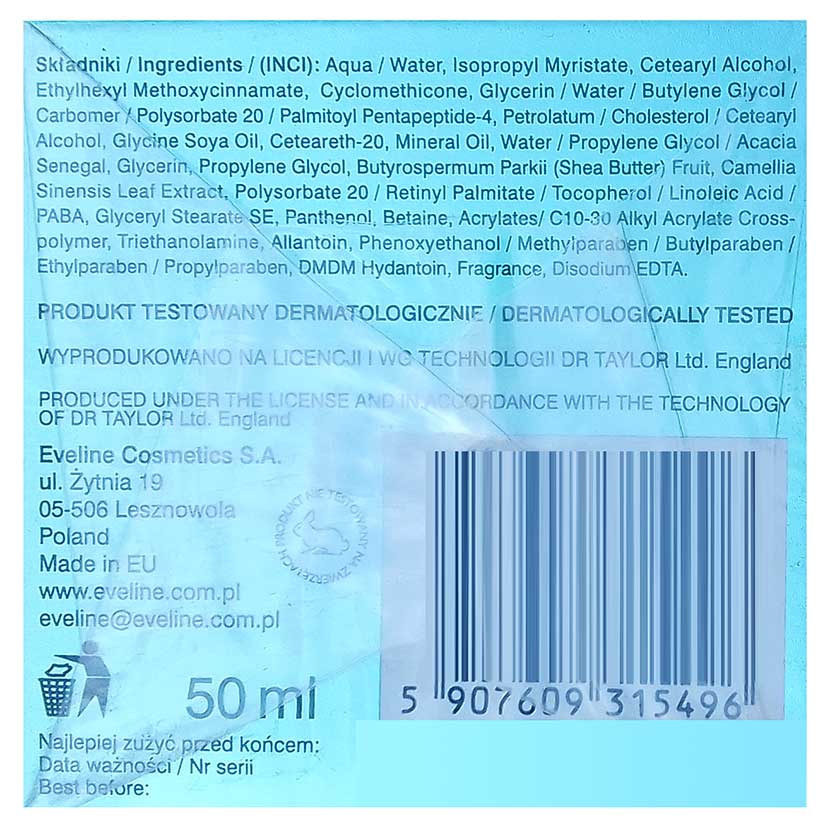 Składniki / Ingredients / (INCI): Aqua / Water, Isopropyl Myristate, Cetearyl Alcohol,
Ethylhexyl Methoxycinnamate, Cyclomethicone, Glycerin / Water / Butylene Glycol /
Carbomer / Polysorbate 20 / Palmitoyl Pentapeptide-4, Petrolatum / Cholesterol / Cetearyl
Alcohol, Glycine Soya Oil, Ceteareth-20, Mineral Oil, Water / Propylene Glycol / Acacia
Senegal, Glycerin, Propylene Glycol, Butyrospermum Parkii (Shea Butter) Fruit, Camellia
Sinensis Leaf Extract, Polysorbate 20 / Retinyl Palmitate / Tocopherol / Linoleic Acid /
PABA, Glyceryl Stearate SE, Panthenol, Betaine, Acrylates/ C10-30 Alkyl Acrylate Cross-
polymer, Triethanolamine, Allantoin, Phenoxyethanol / Methylparaben / Butylparaben /
Ethylparaben / Propylparaben, DMDM Hydantoin, Fragrance, Disodium EDTA.
PRODUKT TESTOWANY DERMATOLOGICZNIE / DERMATOLOGICALLY TESTED
WYPRODUKOWANO NA LICENCJI I WG TECHNOLOGII DR TAYLOR Ltd. England
PRODUCED UNDER THE LICENSE AND IN ACCORDANCE WITH THE TECHNOLOGY
OF DR TAYLOR Ltd. England
Eveline Cosmetics S.A.
ul. Żytnia 19
05-506 Lesznowola
Poland
Made in EU
www.eveline.com.pl
eveline@eveline.com.pl
PRODUKT NIE TESTOWANY NA ZWIERZĘTACH
50 ml
5 907609 315496
Najlepiej zużyć przed końcem:
Data ważności / Nr serii
Best before: